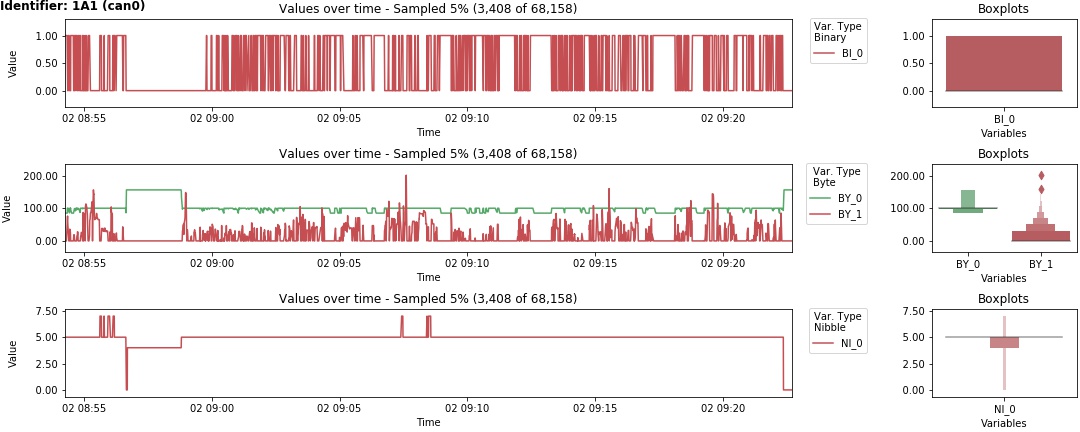 Identifier: 1A1 (can0)
Values over time - Sampled 5% (3,408 of 68,158)
Boxplots
Value
1.00
0.50
0.00
02 08:55
02 09:00
02 09:05
02 09:10
02 09:15
02 09:20
Time
Var. Type
Binary
BI_0
1.00
0.50
0.00
BI_0
Variables
Values over time - Sampled 5% (3,408 of 68,158)
Boxplots
Value
200.00
100.00
0.00
02 08:55
02 09:00
02 09:05
02 09:10
02 09:15
02 09:20
Time
Var. Type
Byte
BY_0
BY_1
200.00
100.00
0.00
BY_0
BY_1
Variables
Values over time - Sampled 5% (3,408 of 68,158)
Boxplots
Value
7.50
5.00
2.50
0.00
02 08:55
02 09:00
02 09:05
02 09:10
02 09:15
02 09:20
Time
Var. Type
Nibble
NI_0
7.50
5.00
2.50
0.00
NI_0
Variables